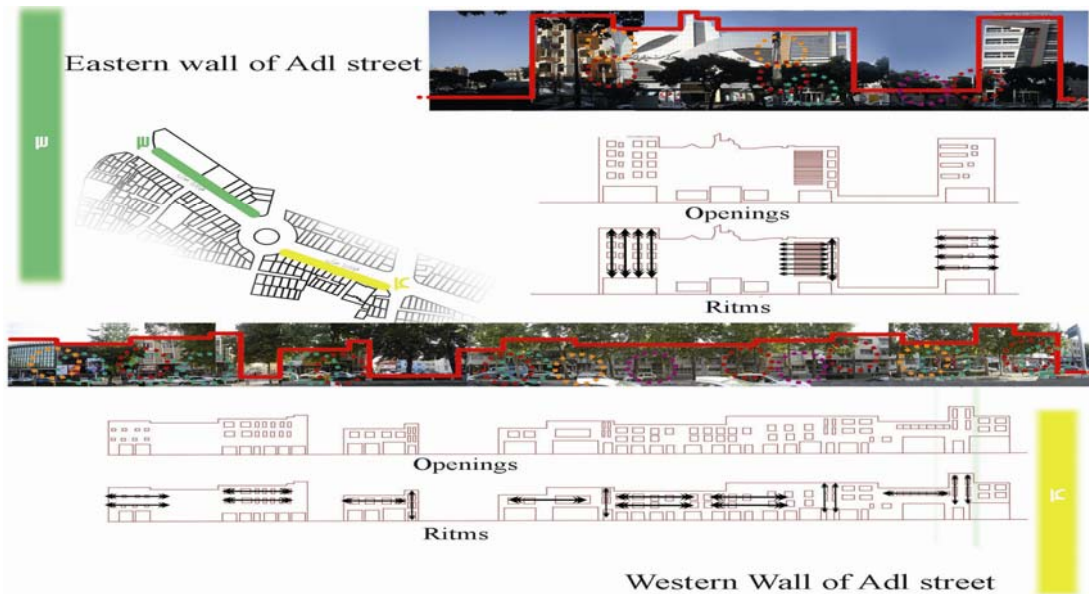 Eastern wall of Adl street
Openings
Ritms
Openings
Ritms
Western Wall of Adl street